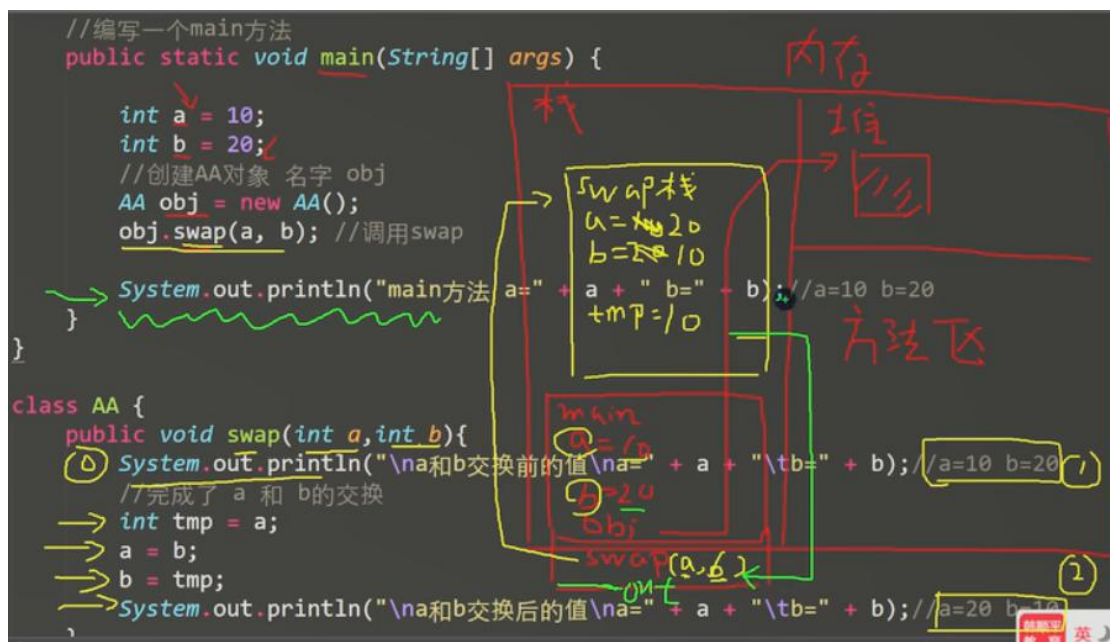 //编写一个main方法
public static void main(String[] args) {
内存
栈
int a = 10;
堆
int b = 20;
//创建AA对象 名字 obj
AA obj = new AA();
obj.swap(a, b); //调用swap
swap栈
a= 20
b= 10
System.out.println("main方法 a=" + a + " b=" + b);//a=10 b=20
tmp=10
}
方法区
}
class AA {
main
public void swap(int a,int b){
a=10
System.out.println("\na和b交换前的值\na=" + a + "\tb=" + b);//a=10 b=20
①
//完成了 a 和 b的交换
b=20
int tmp = a;
obj
a = b;
swap(a,b)
b = tmp;
out
②
System.out.println("\na和b交换后的值\na=" + a + "\tb=" + b);//a=20 b=10
英